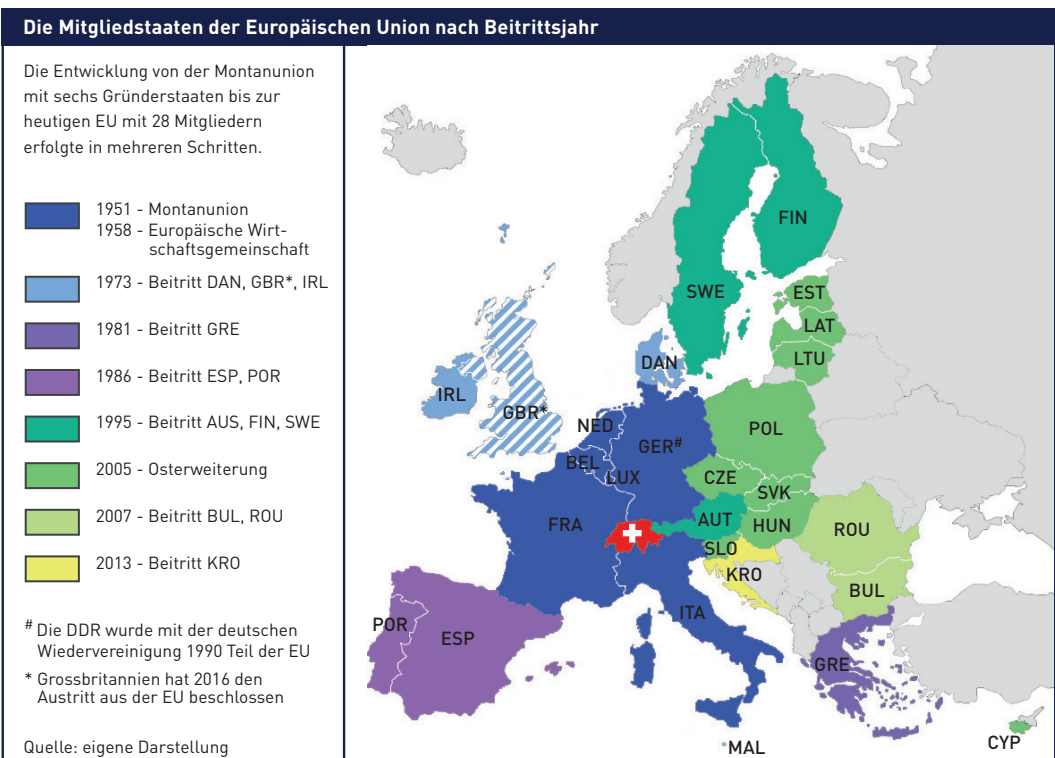 Die Mitgliedstaaten der Europäischen Union nach Beitrittsjahr
Die Entwicklung von der Montanunion
mit sechs Gründerstaaten bis zur
heutigen EU mit 28 Mitgliedern
erfolgte in mehreren Schritten.
1951 - Montanunion
1958 - Europäische Wirt-
schaftsgemeinschaft
1973 - Beitritt DAN, GBR*, IRL
1981 - Beitritt GRE
1986 - Beitritt ESP, POR
1995 - Beitritt AUS, FIN, SWE
2005 - Osterweiterung
2007 - Beitritt BUL, ROU
2013 - Beitritt KRO
# Die DDR wurde mit der deutschen
Wiedervereinigung 1990 Teil der EU
* Grossbritannien hat 2016 den
Austritt aus der EU beschlossen
Quelle: eigene Darstellung
FIN
SWE
EST
LAT
LTU
DAN
IRL
GBR*
NED
GER#
POL
BEL
LUX
CZE
SVK
FRA
AUT
HUN
ROU
SLO
KRO
BUL
ITA
POR
ESP
GRE
MAL
CYP